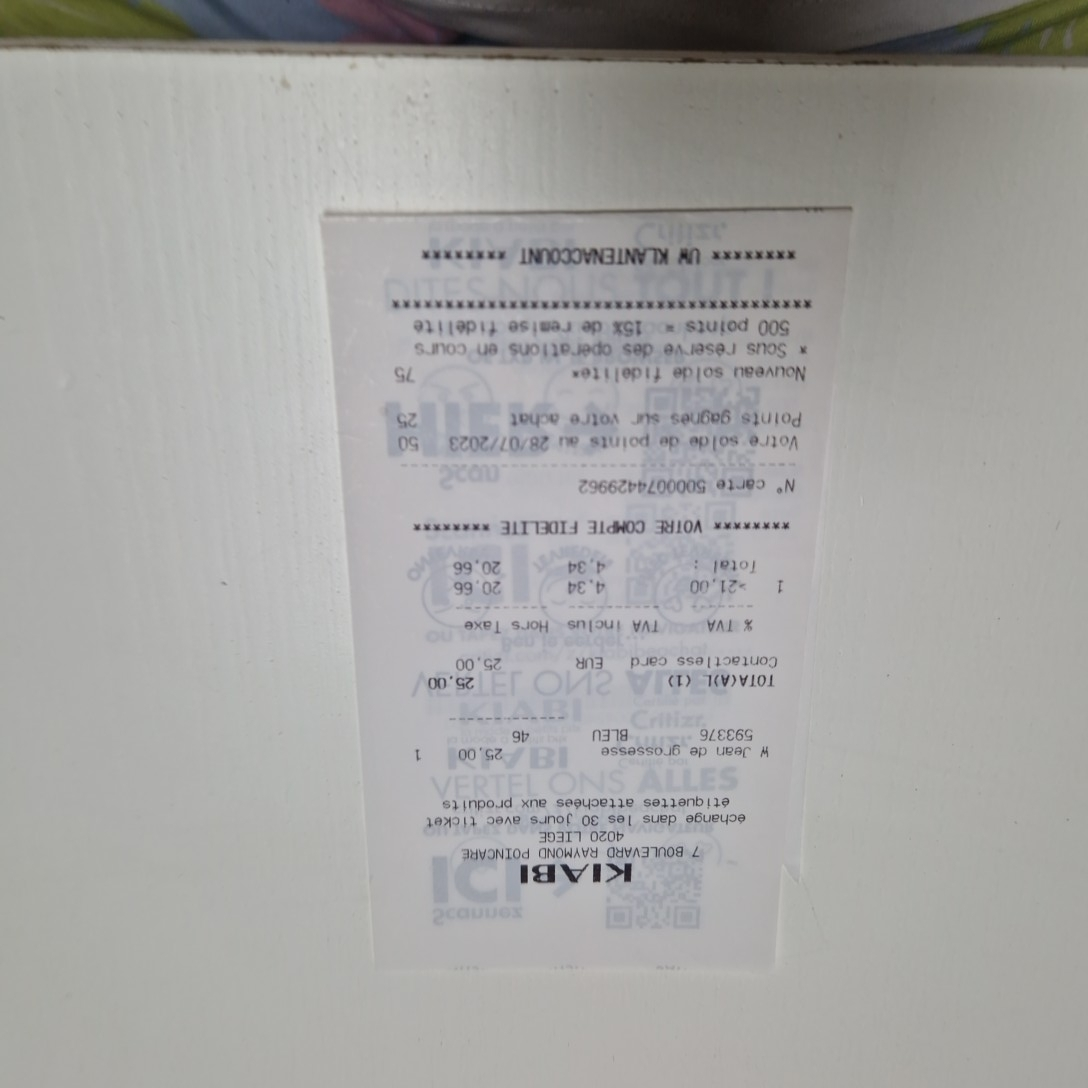 KIABI
7 BOULEVARD RAYMOND POINCARE
4020 LIEGE
échange dans les 30 jours avec ticket
étiquettes attachées aux produits
W Jean de grossesse 25,00 1
593376 BLEU 46
------------------
TOTA(A)L (1) 25,00
Contactless card EUR 25,00
% TVA TVA inclus Hors Taxe
1 >21,00 4,34 20,66
Total : 4,34 20,66
******** VOTRE COMPTE FIDELITE ********
N° carte 5000074429962
Votre solde de points au 28/07/2023 50
Points gagnés sur votre achat 25
Nouveau solde fidelite* 75
* Sous réserve des opérations en cours
500 points = 15% de remise fidelité
******** UW KLANTENACCOUNT ********